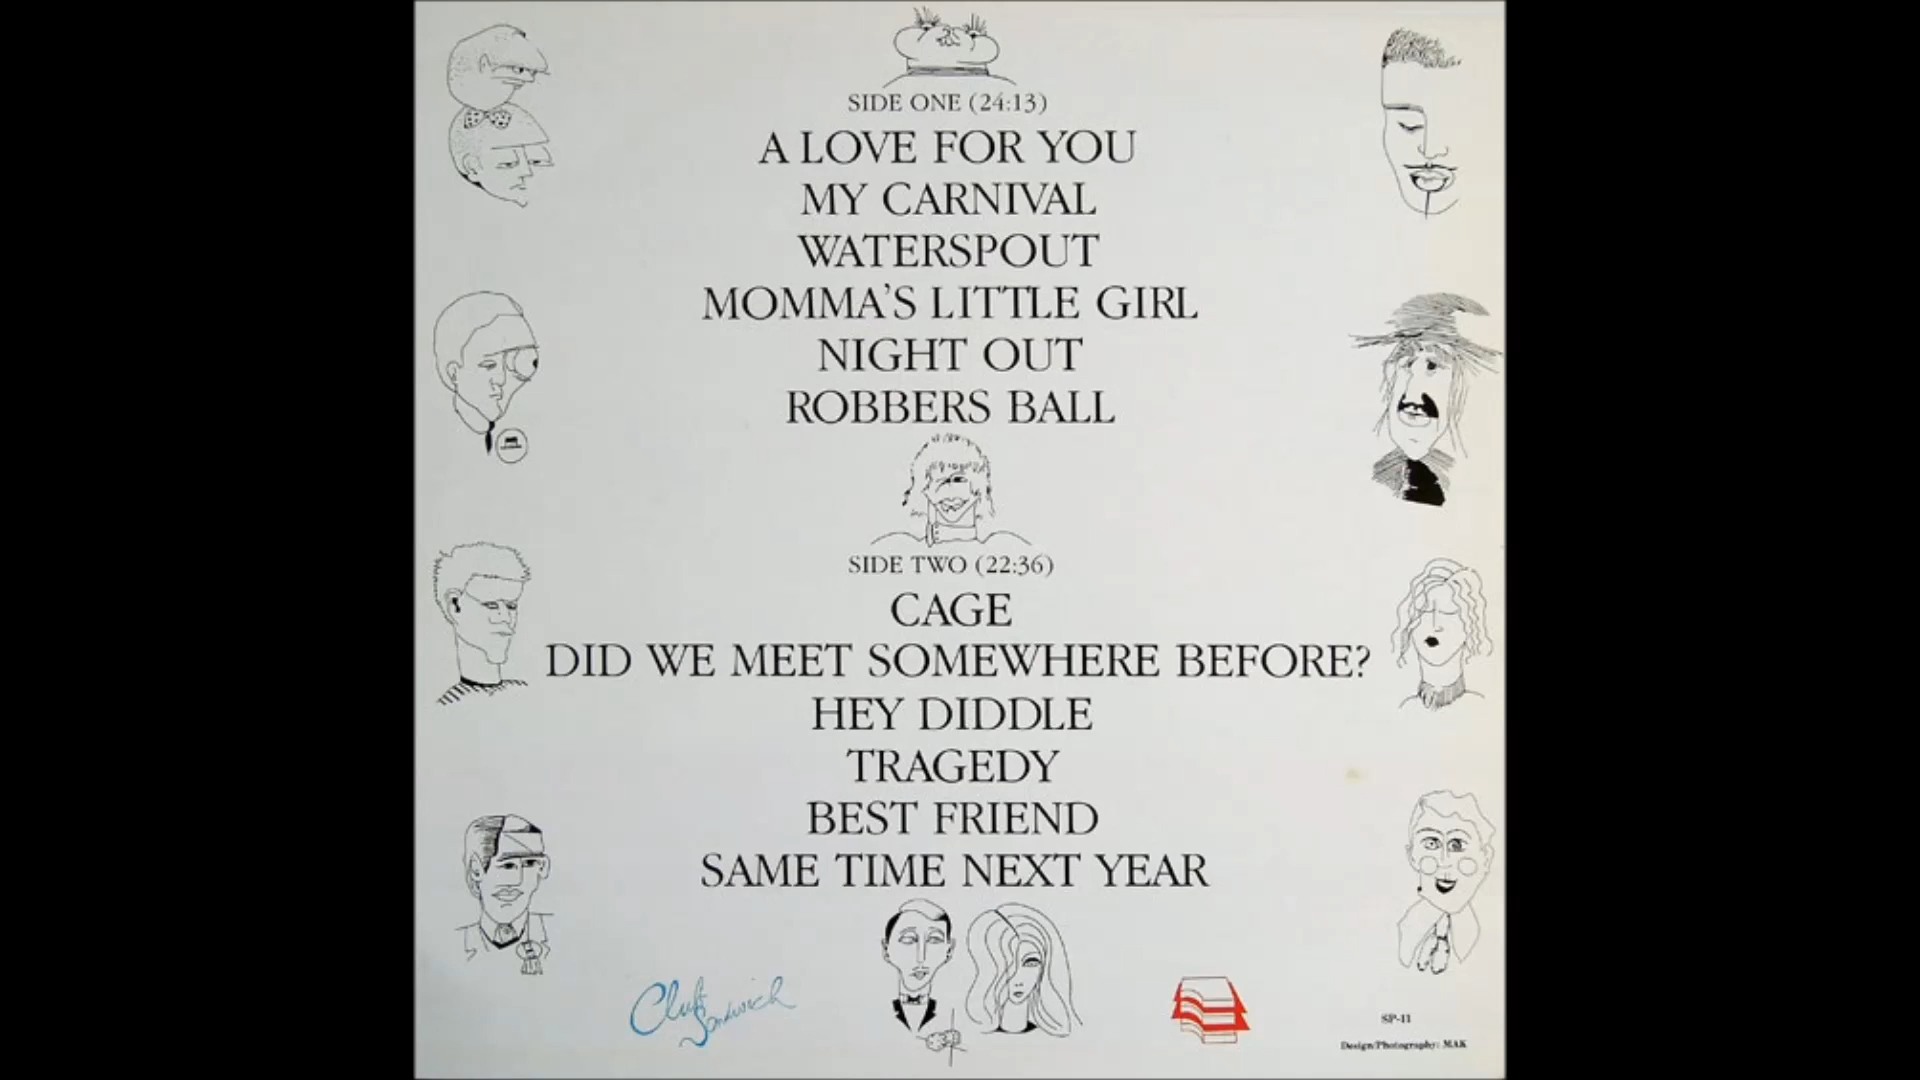 SIDE ONE (24:13)
A LOVE FOR YOU
MY CARNIVAL
WATERSPOUT
MOMMA'S LITTLE GIRL
NIGHT OUT
ROBBERS BALL
SIDE TWO (22:36)
CAGE
DID WE MEET SOMEWHERE BEFORE?
HEY DIDDLE
TRAGEDY
BEST FRIEND
SAME TIME NEXT YEAR
Club Sandwich
SP-11
Design/Photography: MAK